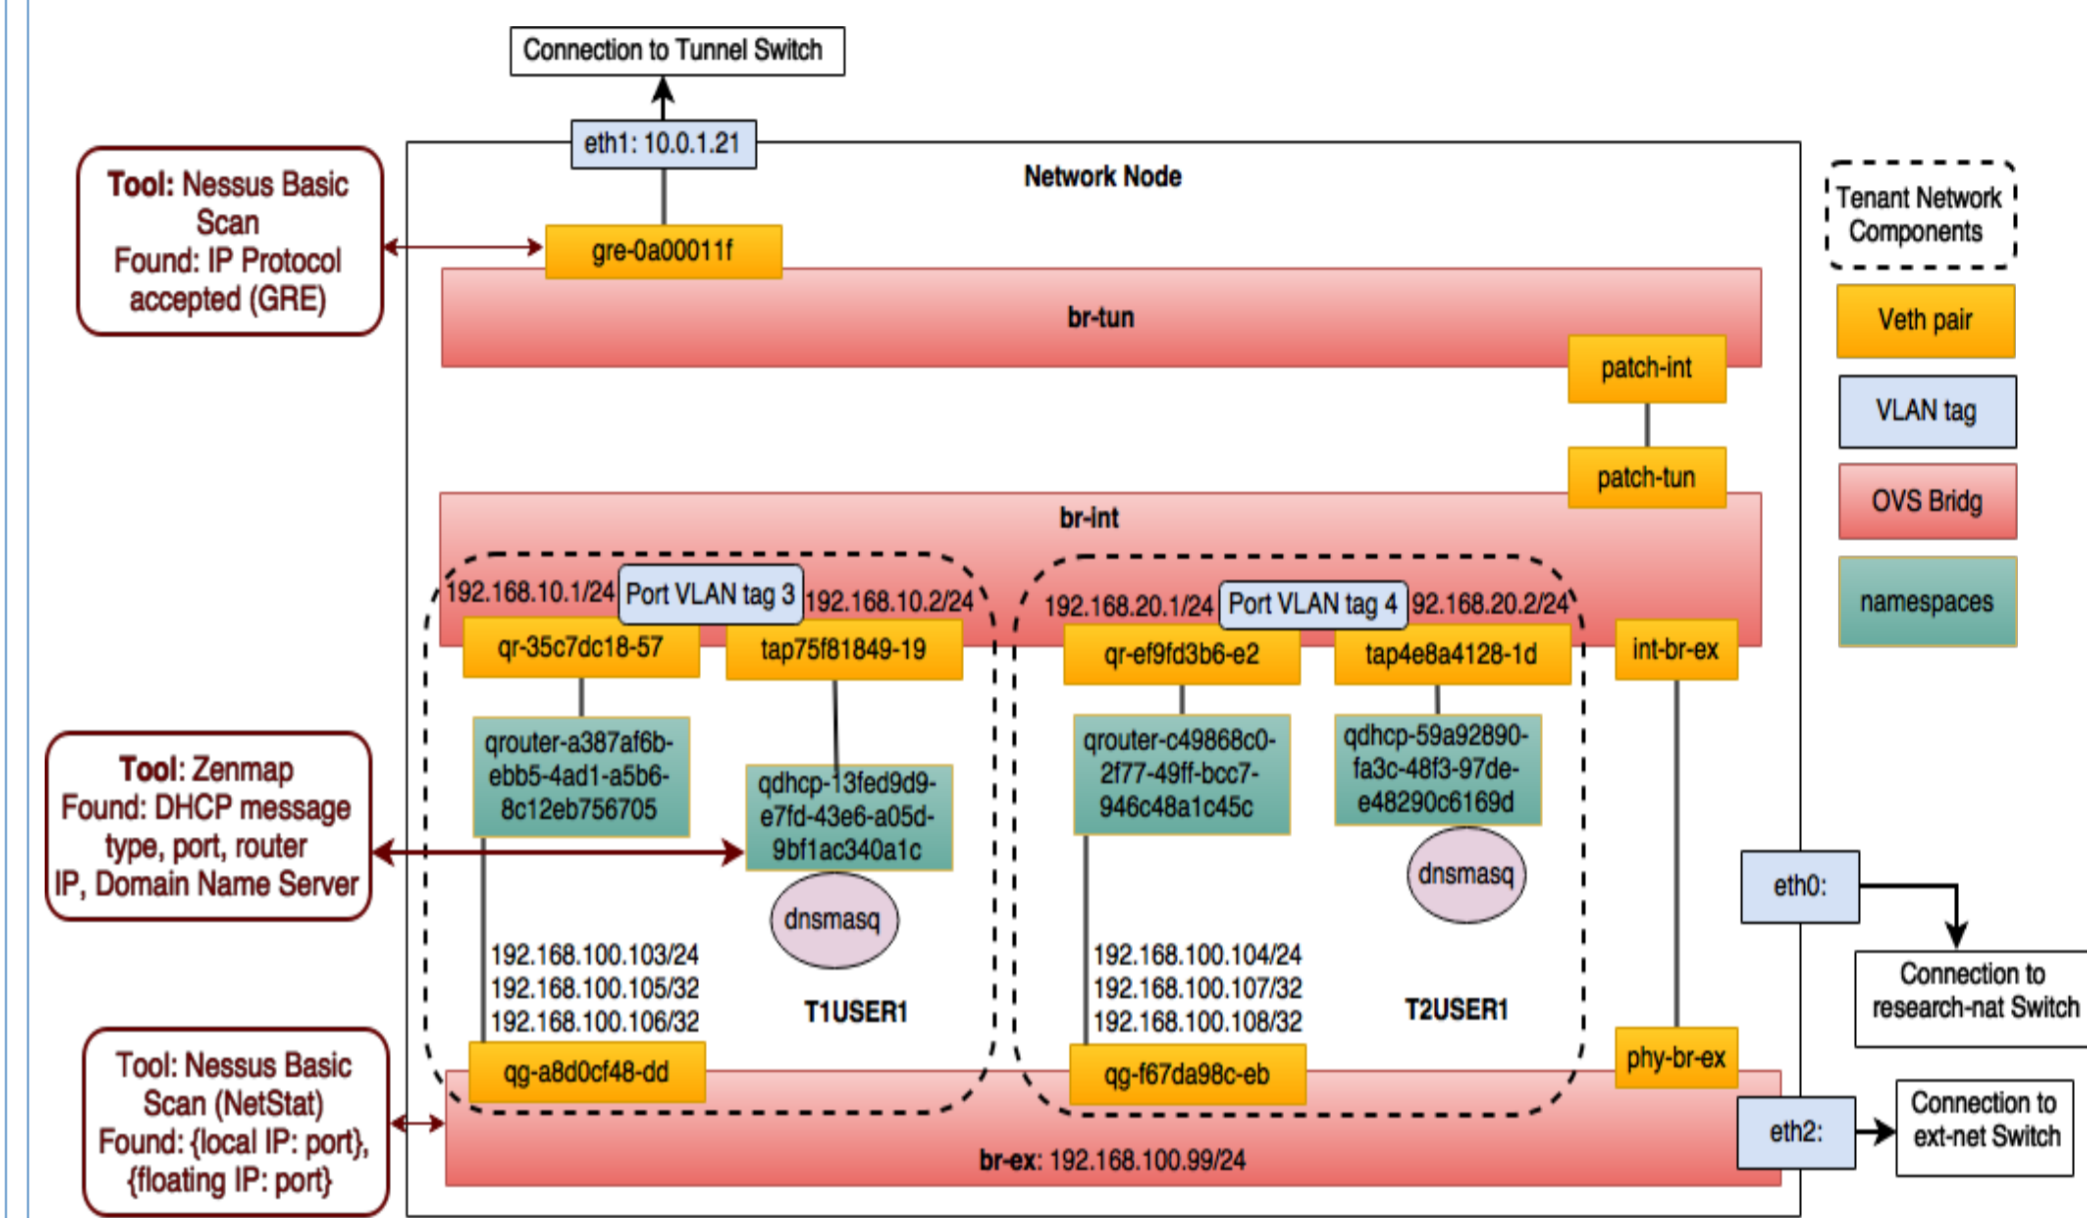 Connection to Tunnel Switch
eth1: 10.0.1.21
Network Node
Tool: Nessus Basic
Scan
Found: IP Protocol
accepted (GRE)
gre-0a00011f
br-tun
patch-int
patch-tun
br-int
192.168.10.1/24
Port VLAN tag 3
192.168.10.2/24
192.168.20.1/24
Port VLAN tag 4
92.168.20.2/24
qr-35c7dc18-57
tap75f81849-19
qr-ef9fd3b6-e2
tap4e8a4128-1d
int-br-ex
qrouter-a387af6b-
ebb5-4ad1-a5b6-
8c12eb756705
qdhcp-13fed9d9-
e7fd-43e6-a05d-
9bf1ac340a1c
qrouter-c49868c0-
2f77-49ff-bcc7-
946c48a1c45c
qdhcp-59a92890-
fa3c-48f3-97de-
e48290c6169d
Tool: Zenmap
Found: DHCP message
type, port, router
IP, Domain Name Server
dnsmasq
dnsmasq
192.168.100.103/24
192.168.100.105/32
192.168.100.106/32
T1USER1
192.168.100.104/24
192.168.100.107/32
192.168.100.108/32
T2USER1
qg-a8d0cf48-dd
qg-f67da98c-eb
phy-br-ex
Tool: Nessus Basic
Scan (NetStat)
Found: {local IP: port},
{floating IP: port}
br-ex: 192.168.100.99/24
eth0:
Connection to
research-nat Switch
eth2:
Connection to
ext-net Switch
Tenant Network
Components
Veth pair
VLAN tag
OVS Bridg
namespaces